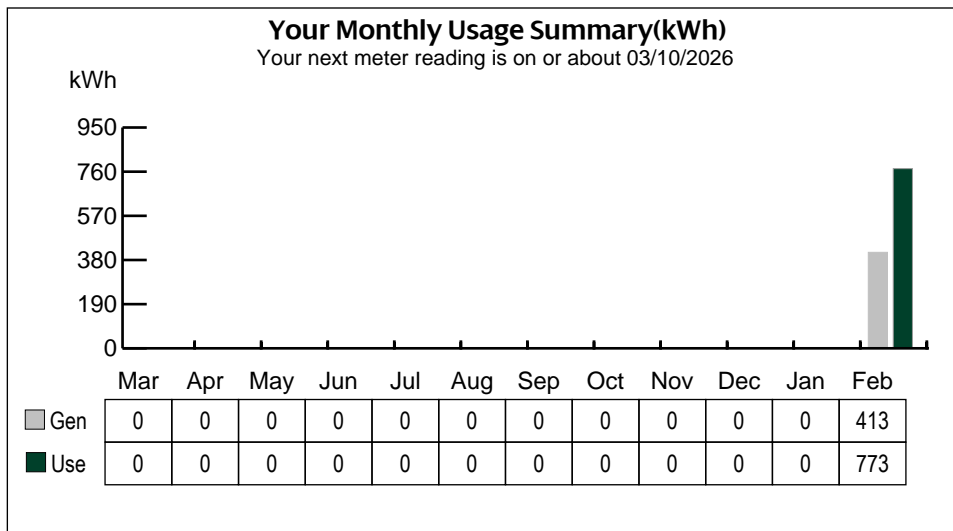 Your Monthly Usage Summary(kWh)
Your next meter reading is on or about 03/10/2026
kWh
950
760
570
380
190
0
Mar Apr May Jun Jul Aug Sep Oct Nov Dec Jan Feb
Gen 0 0 0 0 0 0 0 0 0 0 0 413
Use 0 0 0 0 0 0 0 0 0 0 0 773